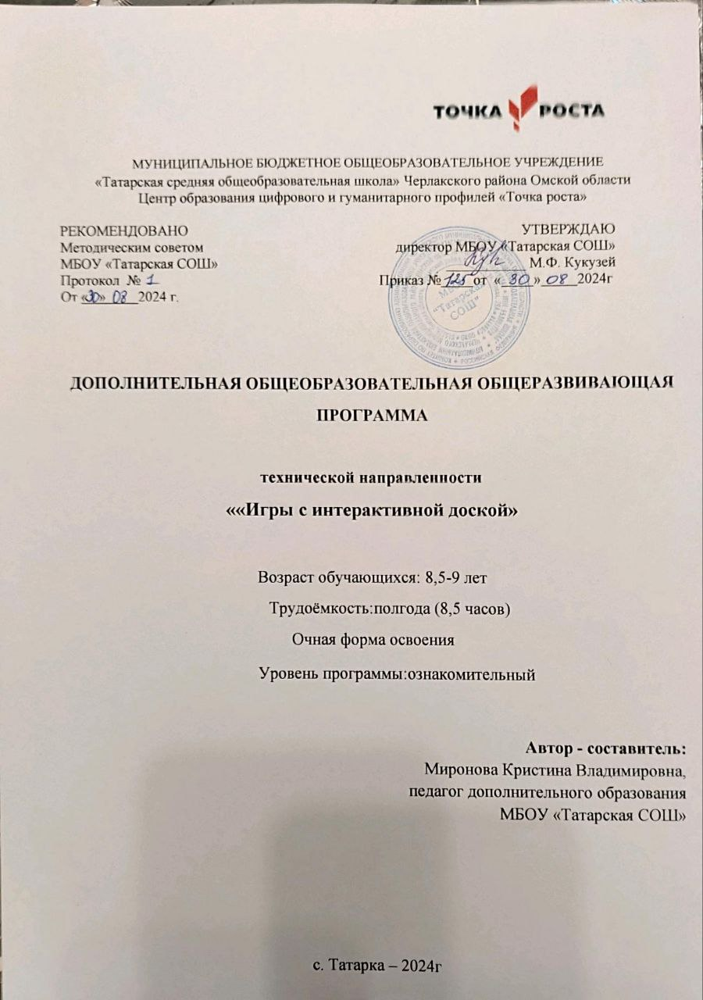 ТОЧКА РОСТА
МУНИЦИПАЛЬНОЕ БЮДЖЕТНОЕ ОБЩЕОБРАЗОВАТЕЛЬНОЕ УЧРЕЖДЕНИЕ
«Татарская средняя общеобразовательная школа» Черлакского района Омской области
Центр образования цифрового и гуманитарного профилей «Точка роста»
РЕКОМЕНДОВАНО
Методическим советом
МБОУ «Татарская СОШ»
Протокол № 1
От «30» 08 2024 г.
УТВЕРЖДАЮ
директор МБОУ «Татарская СОШ»
М.Ф. Кукузей
Приказ № 125 от « 30 » 08 2024г
"Татарская
СОШ"
ДОПОЛНИТЕЛЬНАЯ ОБЩЕОБРАЗОВАТЕЛЬНАЯ ОБЩЕРАЗВИВАЮЩАЯ
ПРОГРАММА
технической направленности
««Игры с интерактивной доской»
Возраст обучающихся: 8,5-9 лет
Трудоёмкость:полгода (8,5 часов)
Очная форма освоения
Уровень программы:ознакомительный
Автор - составитель:
Миронова Кристина Владимировна,
педагог дополнительного образования
МБОУ «Татарская СОШ»
с. Татарка – 2024г